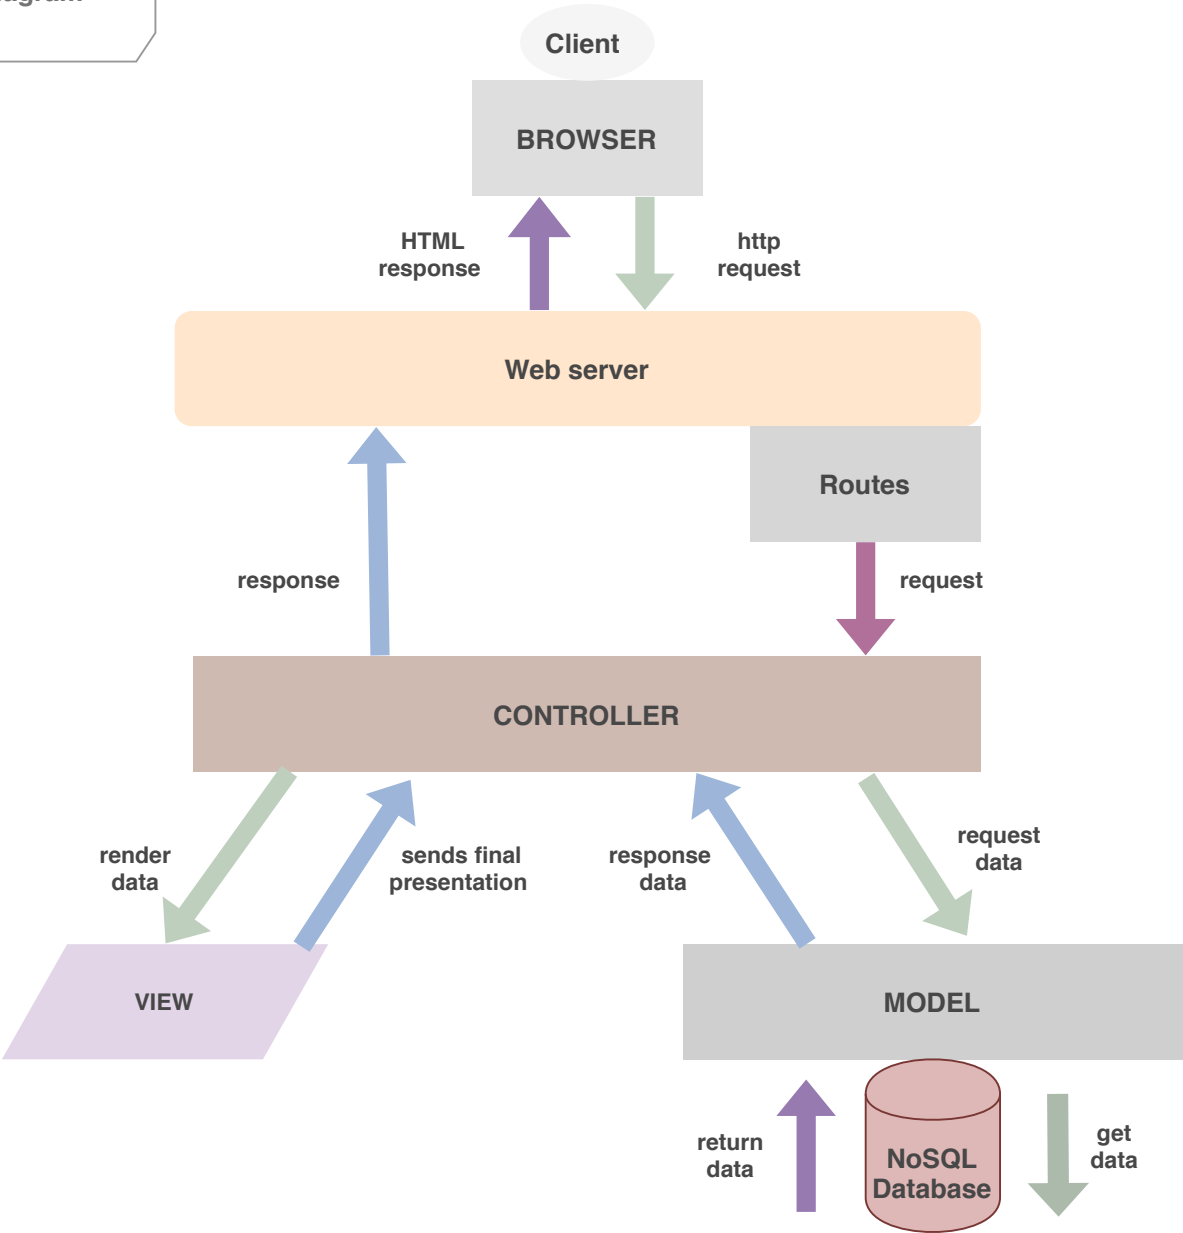 Client
BROWSER
HTML
response
http
request
Web server
Routes
response
request
CONTROLLER
render
data
sends final
presentation
response
data
request
data
VIEW
MODEL
return
data
NoSQL
Database
get
data